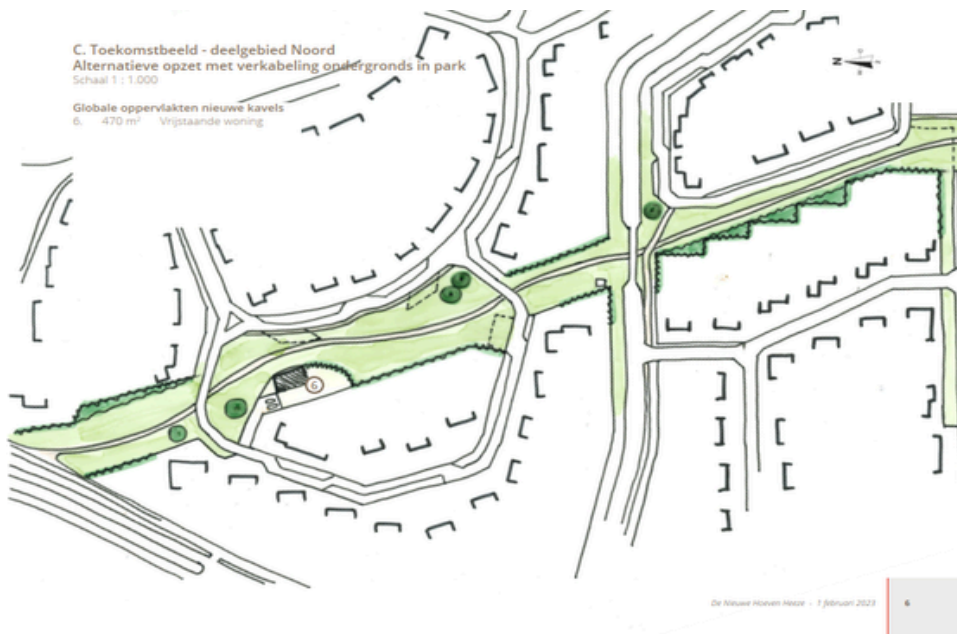 C. Toekomstbeeld - deelgebied Noord
Alternatieve opzet met verkabeling ondergronds in park
Schaal 1 : 1.000
Globale oppervlakten nieuwe kavels
6. 470 m² Vrijstaande woning
N
6
De Nieuwe Hoeven Heeze - 1 februari 2023
6